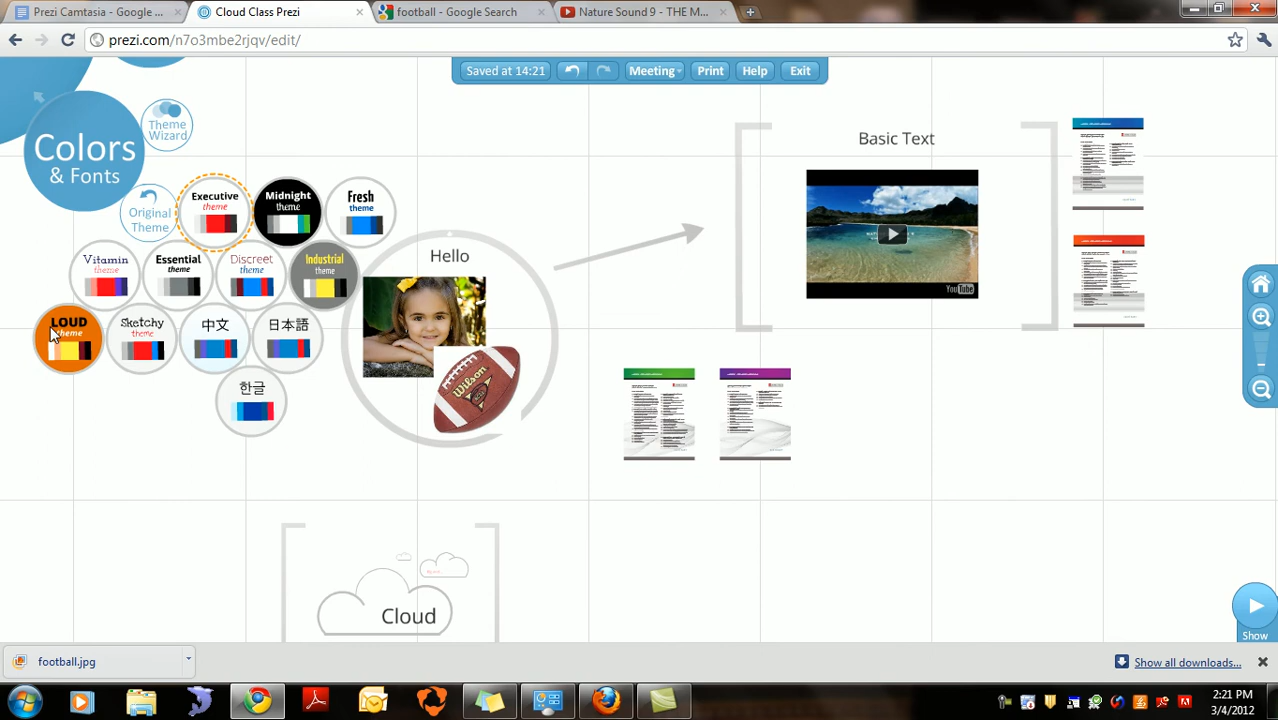 Prezi Camtasia - Google ...
Cloud Class Prezi
football - Google Search
Nature Sound 9 - THE M...
prezi.com/n7o3mbe2rjqv/edit/
Saved at 14:21
Meeting
Print
Help
Exit
Colors
& Fonts
Theme
Wizard
Original
Theme
Executive
theme
Midnight
theme
Fresh
theme
Vitamin
theme
Essential
theme
Discreet
theme
Industrial
theme
LOUD
theme
Sketchy
theme
中文
日本語
한글
Hello
Wilson
Basic Text
YouTube
Cloud
Show
football.jpg
Show all downloads...
2:21 PM
3/4/2012